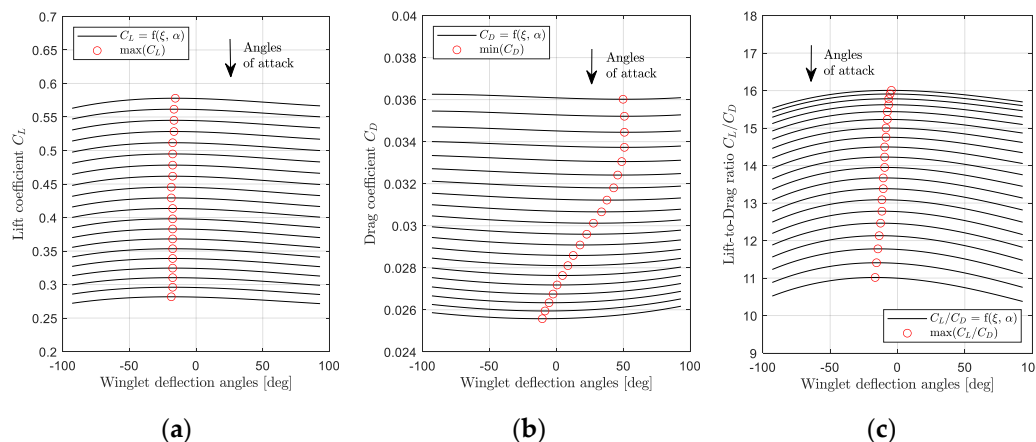 0.7
0.65
0.6
0.55
0.5
0.45
0.4
0.35
0.3
0.25
0.2
-100
-50
0
50
100
Lift coefficient C_L
Winglet deflection angles [deg]
C_L = f(ξ, α)
max(C_L)
Angles
of attack
(a)
0.04
0.038
0.036
0.034
0.032
0.03
0.028
0.026
0.024
-100
-50
0
50
100
Drag coefficient C_D
Winglet deflection angles [deg]
C_D = f(ξ, α)
min(C_D)
Angles
of attack
(b)
18
17
16
15
14
13
12
11
10
9
-100
-50
0
50
100
Lift-to-Drag ratio C_L/C_D
Winglet deflection angles [deg]
Angles
of attack
C_L/C_D = f(ξ, α)
max(C_L/C_D)
(c)